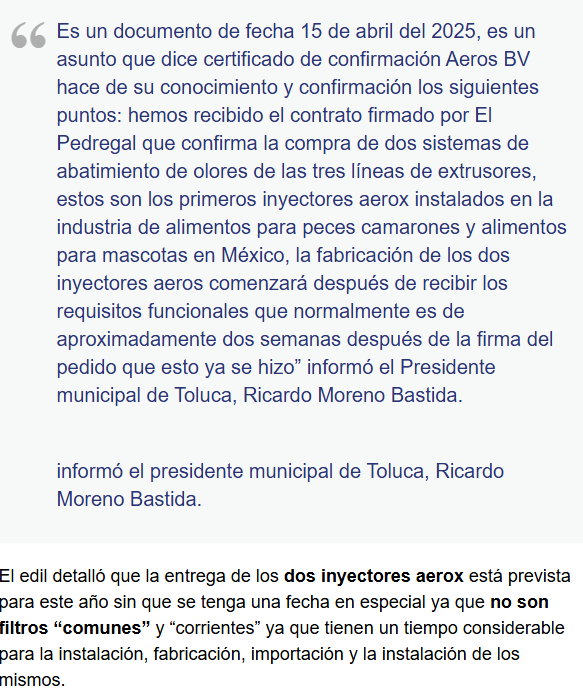 Es un documento de fecha 15 de abril del 2025, es un
asunto que dice certificado de confirmación Aeros BV
hace de su conocimiento y confirmación los siguientes
puntos: hemos recibido el contrato firmado por El
Pedregal que confirma la compra de dos sistemas de
abatimiento de olores de las tres líneas de extrusores,
estos son los primeros inyectores aerox instalados en la
industria de alimentos para peces camarones y alimentos
para mascotas en México, la fabricación de los dos
inyectores aeros comenzará después de recibir los
requisitos funcionales que normalmente es de
aproximadamente dos semanas después de la firma del
pedido que esto ya se hizo” informó el Presidente
municipal de Toluca, Ricardo Moreno Bastida.
informó el presidente municipal de Toluca, Ricardo
Moreno Bastida.
El edil detalló que la entrega de los dos inyectores aerox está prevista
para este año sin que se tenga una fecha en especial ya que no son
filtros “comunes” y “corrientes” ya que tienen un tiempo considerable
para la instalación, fabricación, importación y la instalación de los
mismos.